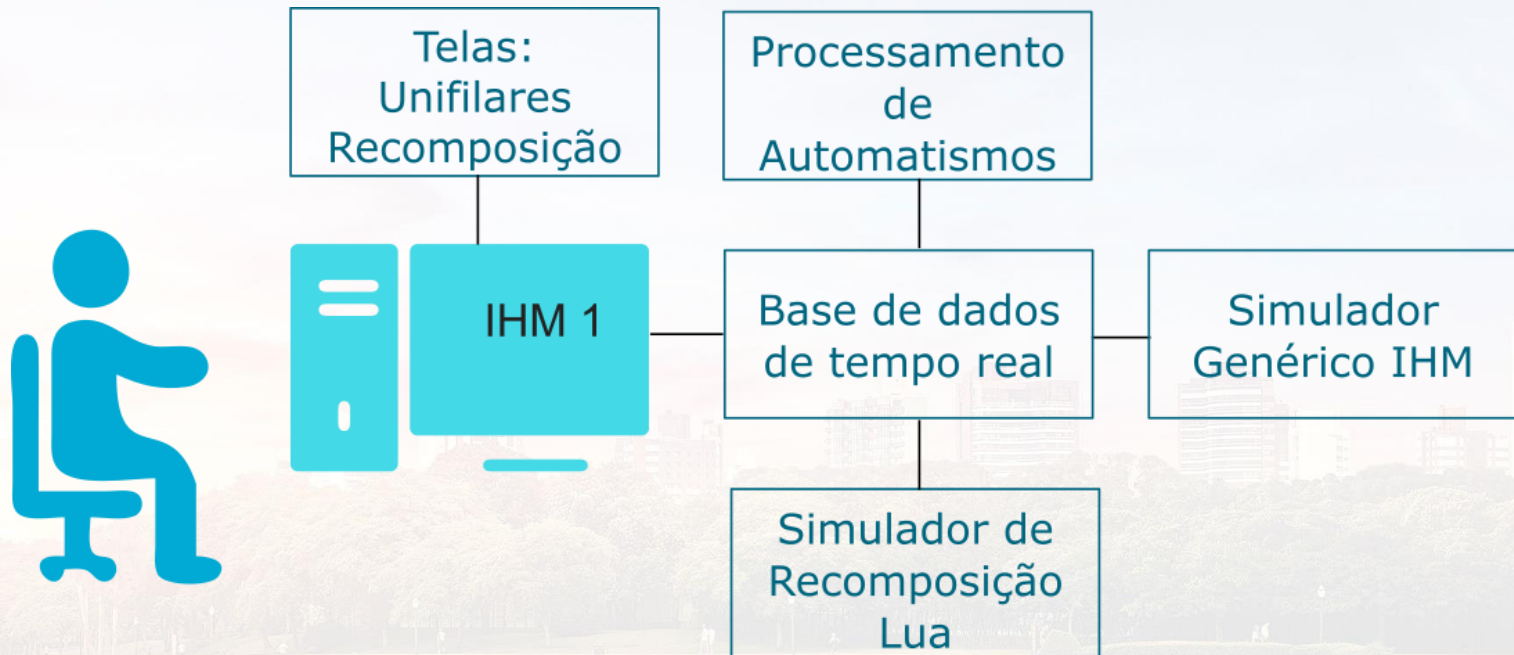 Telas:
Unifilares
Recomposição
Processamento
de
Automatismos
IHM 1
Base de dados
de tempo real
Simulador
Genérico IHM
Simulador de
Recomposição
Lua